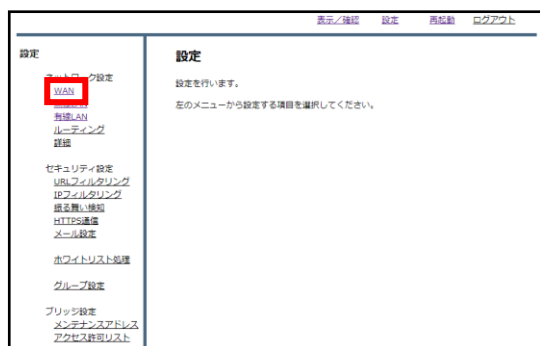 表示／確認 設定 再起動 ログアウト
設定
ネットワーク設定
WAN
有線LAN
ルーティング
詳細
セキュリティ設定
URLフィルタリング
IPフィルタリング
振る舞い検知
HTTPS通信
メール設定
ホワイトリスト処理
グループ設定
ブリッジ設定
メンテナンスアドレス
アクセス許可リスト
設定
設定を行います。
左のメニューから設定する項目を選択してください。